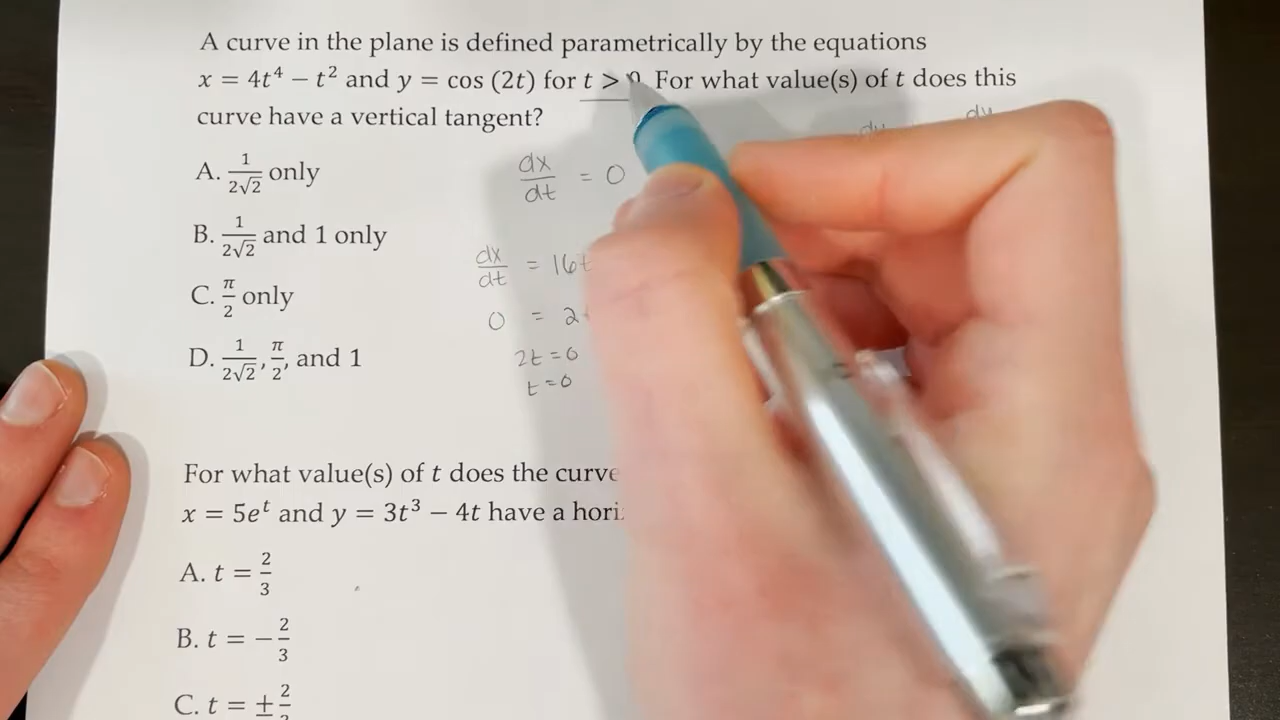 A curve in the plane is defined parametrically by the equations
x = 4t⁴ − t² and y = cos (2t) for t > 0. For what value(s) of t does this
curve have a vertical tangent?
A. 1/(2√2) only
B. 1/(2√2) and 1 only
C. π/2 only
D. 1/(2√2), π/2, and 1
dx/dt = 0
dx/dt = 16t
0 = 2
2t = 0
t = 0
For what value(s) of t does the curve
x = 5eᵗ and y = 3t³ − 4t have a hori
A. t = 2/3
B. t = −2/3
C. t = ±2/